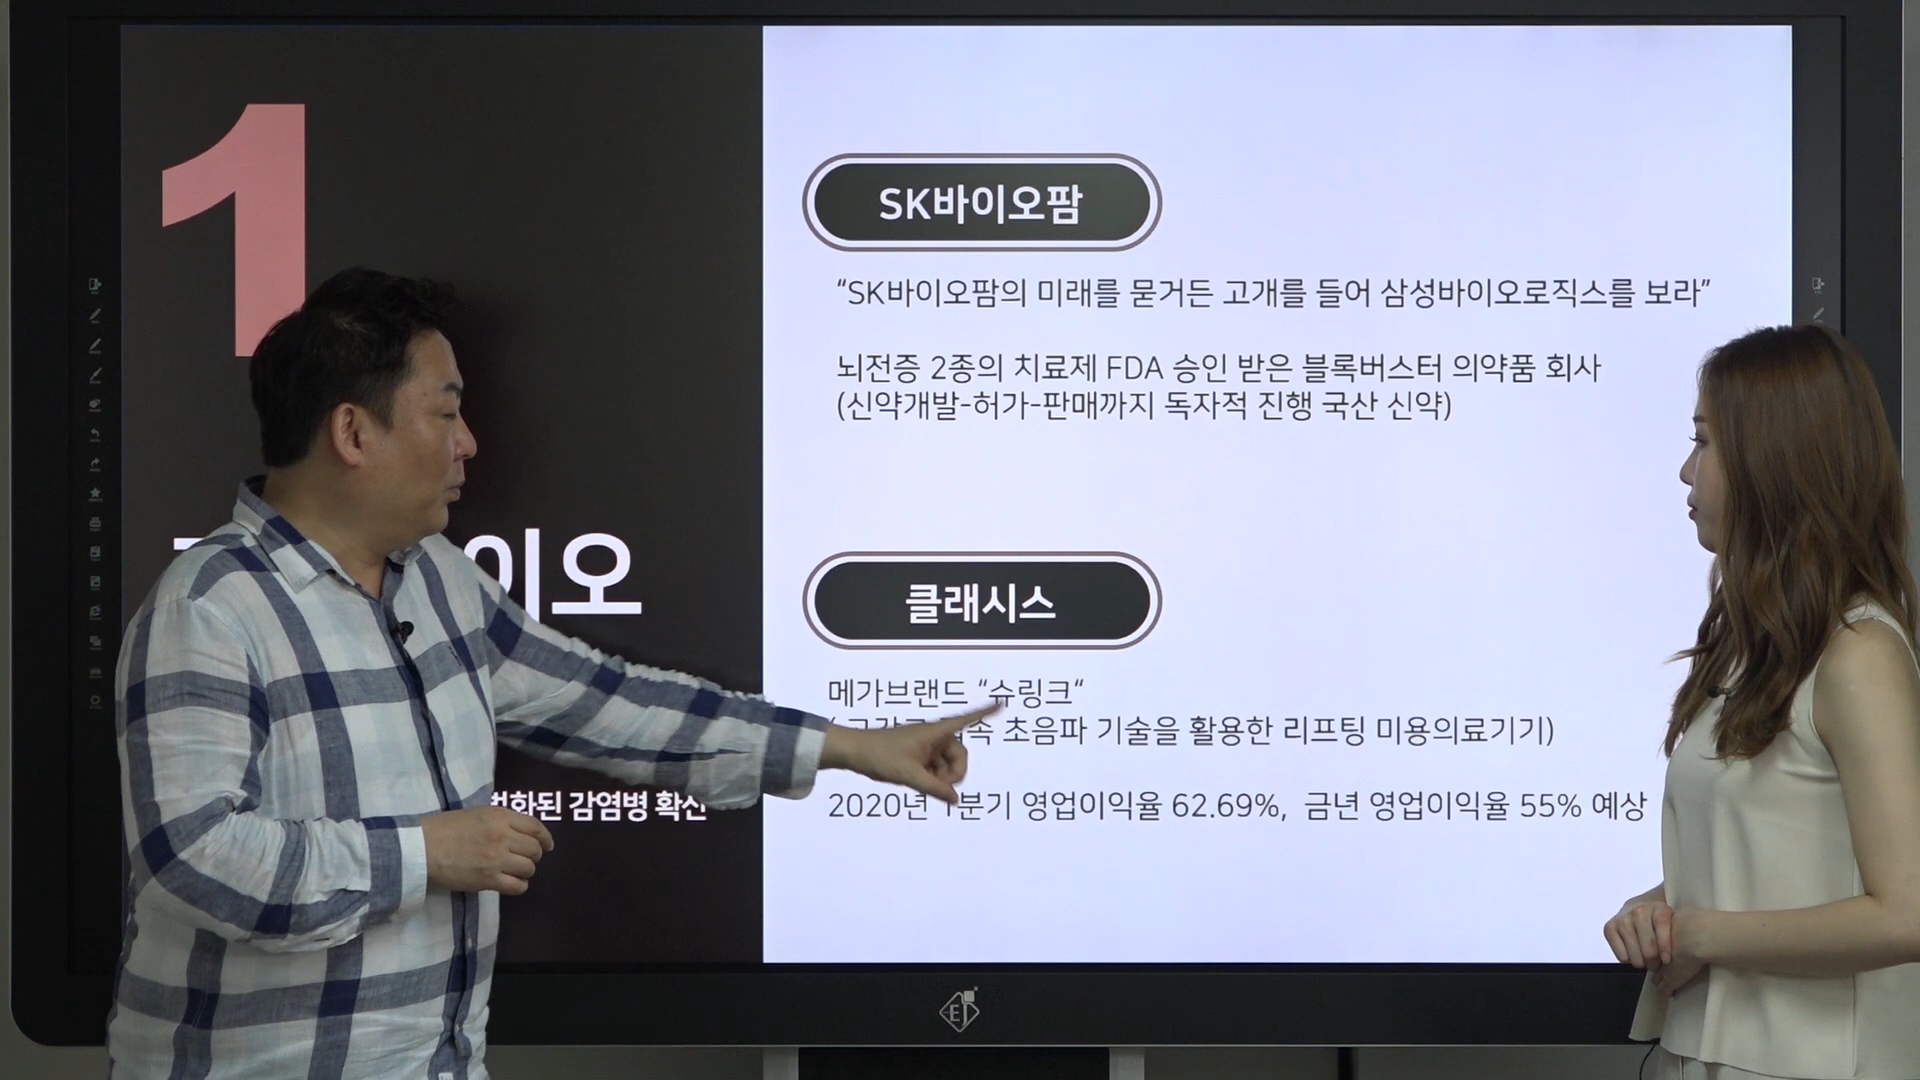 1
이오
화된 감염병 확산
SK바이오팜
“SK바이오팜의 미래를 묻거든 고개를 들어 삼성바이오로직스를 보라”
뇌전증 2종의 치료제 FDA 승인 받은 블록버스터 의약품 회사
(신약개발-허가-판매까지 독자적 진행 국산 신약)
클래시스
메가브랜드 “슈링크“
초음파 기술을 활용한 리프팅 미용의료기기)
2020년 1분기 영업이익율 62.69%, 금년 영업이익율 55% 예상